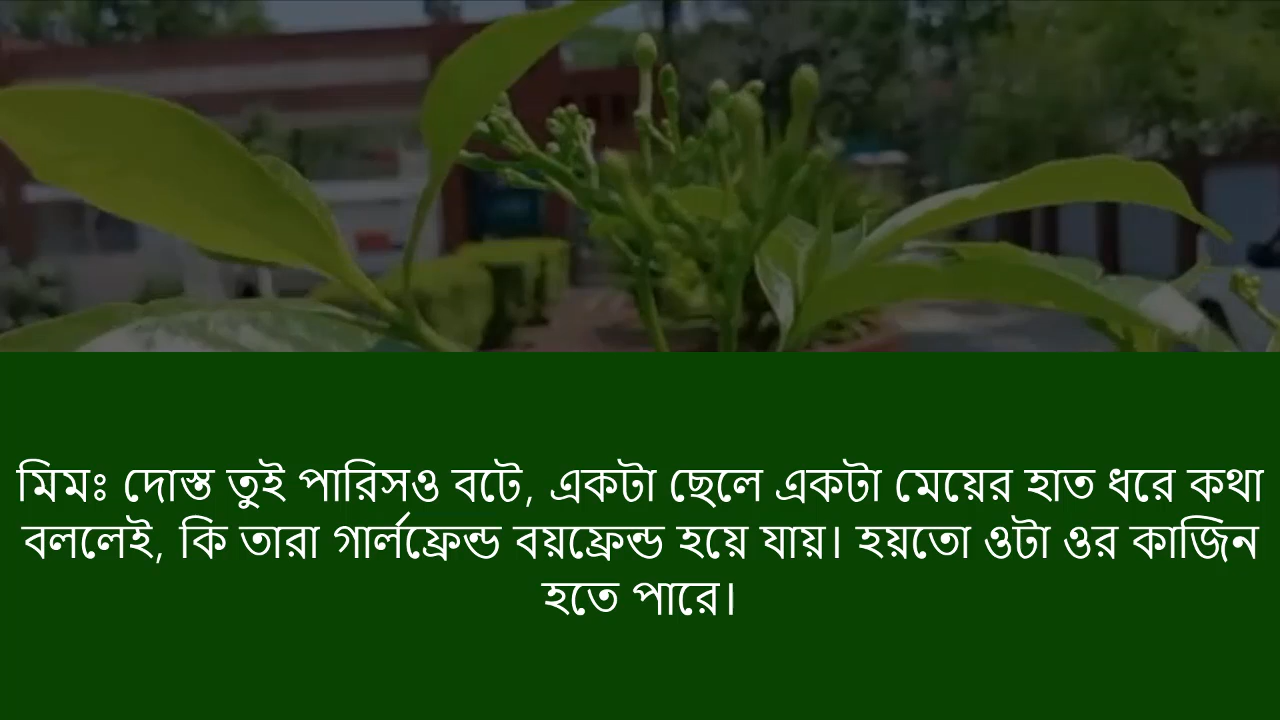 মিমঃ দোস্ত তুই পারিসও বটে, একটা ছেলে একটা মেয়ের হাত ধরে কথা
বললেই, কি তারা গার্লফ্রেন্ড বয়ফ্রেন্ড হয়ে যায়। হয়তো ওটা ওর কাজিন
হতে পারে।